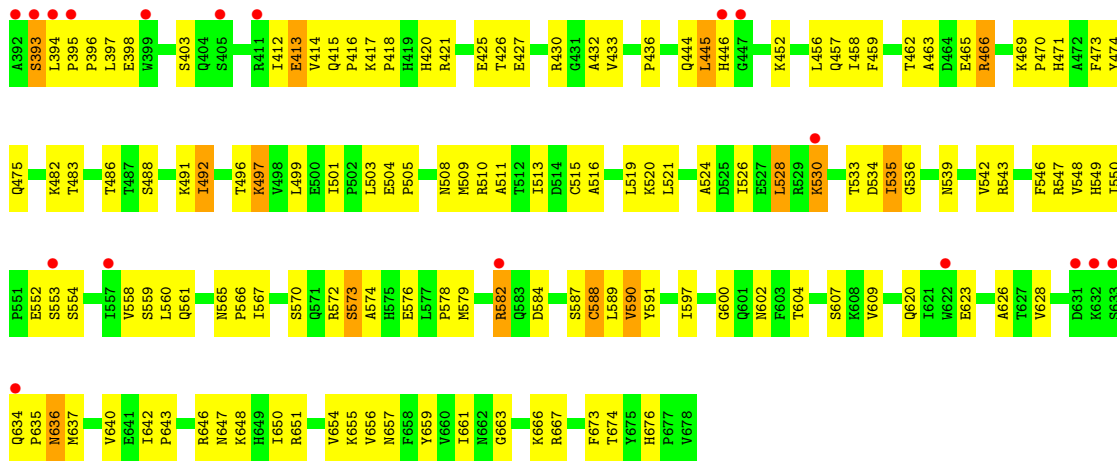 A392 S393 L394 P395 P396 L397 E398 W399 S403 Q404 S405 R411 I412 E413 V414 Q415 P416 K417 P418 H419 H420 R421 E425 T426 E427 R430 G431 A432 V433 P436 Q444 L445 H446 G447 K452 L456 Q457 I458 F459 T462 A463 D464 E465 R466 K469 P470 H471 A472 F473 Y474
Q475 K482 T483 T486 T487 S488 K491 I492 T496 K497 V498 L499 E500 I501 P502 L503 E504 P505 N508 M509 R510 A511 T512 I513 D514 C515 A516 L519 K520 L521 A524 D525 I526 E527 L528 R529 K530 T533 D534 I535 G536 N539 V542 R543 F546 R547 V548 H549 I550
P551 E552 S553 S554 I557 V558 S559 L560 Q561 N565 P566 I567 S570 Q571 R572 S573 A574 H575 E576 L577 P578 M579 R582 Q583 D584 S587 C588 L589 V590 Y591 I597 G600 Q601 N602 F603 T604 S607 K608 V609 Q620 I621 W622 E623 A626 T627 V628 D631 K632 S633
Q634 P635 N636 M637 V640 E641 I642 P643 R646 N647 K648 H649 I650 R651 V654 K655 V656 N657 F658 Y659 V660 I661 N662 G663 K666 R667 F673 T674 Y675 H676 P677 V678